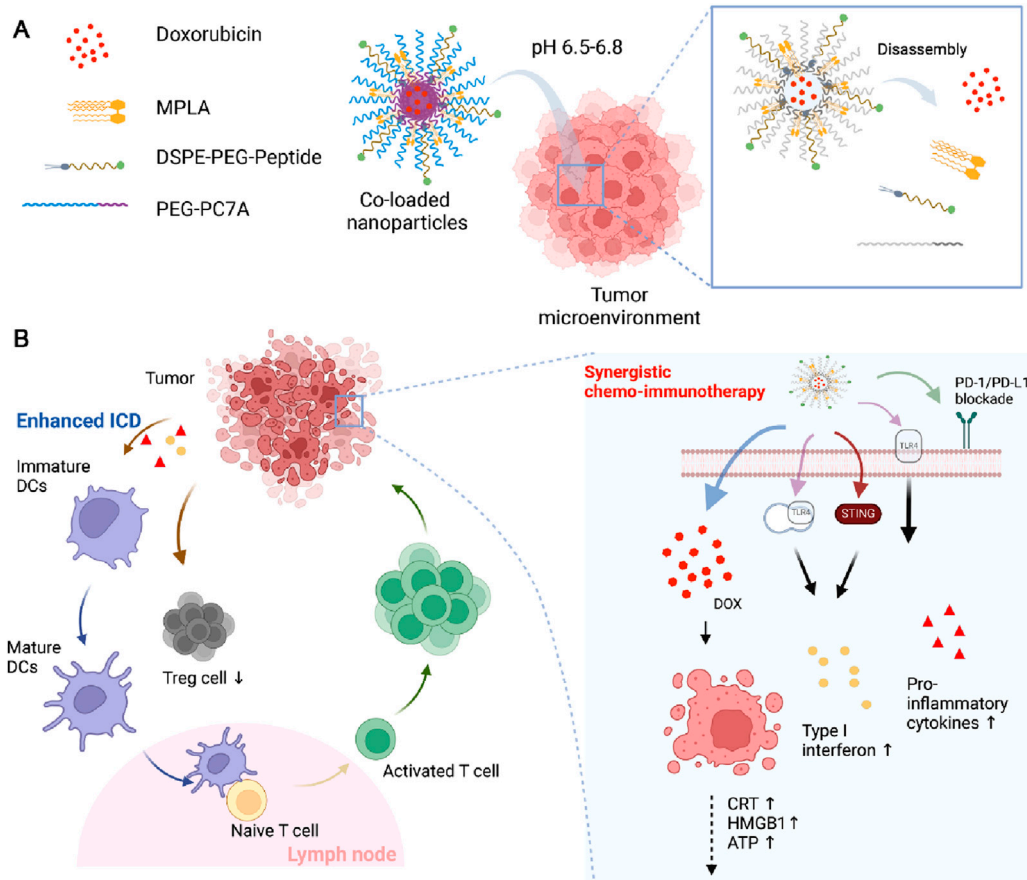 A
Doxorubicin
MPLA
DSPE-PEG-Peptide
PEG-PC7A
Co-loaded
nanoparticles
pH 6.5-6.8
Tumor
microenvironment
Disassembly
B
Tumor
Enhanced ICD
Immature
DCs
Mature
DCs
Treg cell ↓
Naive T cell
Lymph node
Activated T cell
Synergistic
chemo-immunotherapy
PD-1/PD-L1
blockade
TLR4
TLR4
STING
DOX
Type I
interferon ↑
Pro-
inflammatory
cytokines ↑
CRT ↑
HMGB1 ↑
ATP ↑